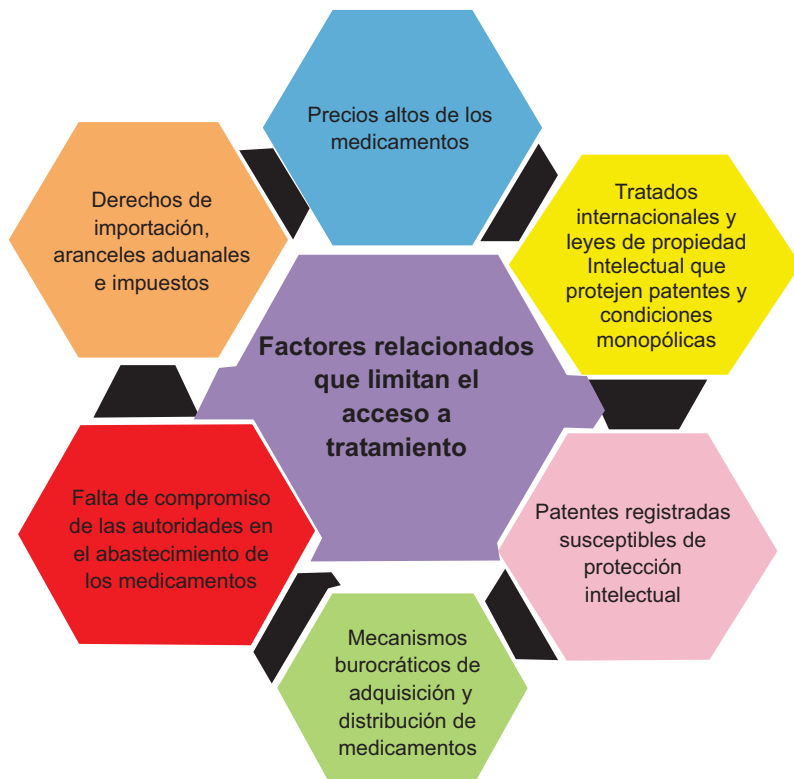 Precios altos de los
medicamentos
Derechos de
importación,
aranceles aduanales
e impuestos
Tratados
internacionales y
leyes de propiedad
Intelectual que
protejen patentes y
condiciones
monopólicas
Factores relacionados
que limitan el
acceso a
tratamiento
Falta de compromiso
de las autoridades en
el abastecimiento de
los medicamentos
Patentes registradas
susceptibles de
protección
intelectual
Mecanismos
burocráticos de
adquisición y
distribución de
medicamentos